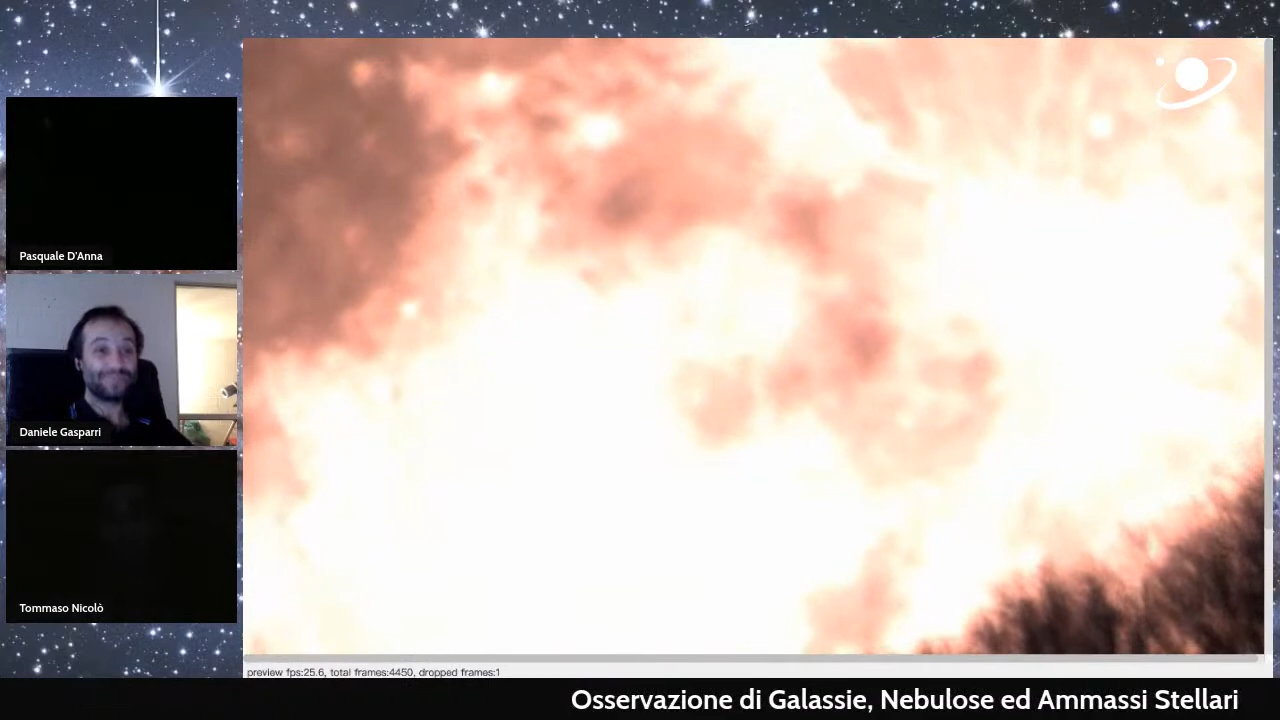 Pasquale D'Anna
Daniele Gasparri
Tommaso Nicolò
preview fps:25.6, total frames:4450, dropped frames:1
Osservazione di Galassie, Nebulose ed Ammassi Stellari